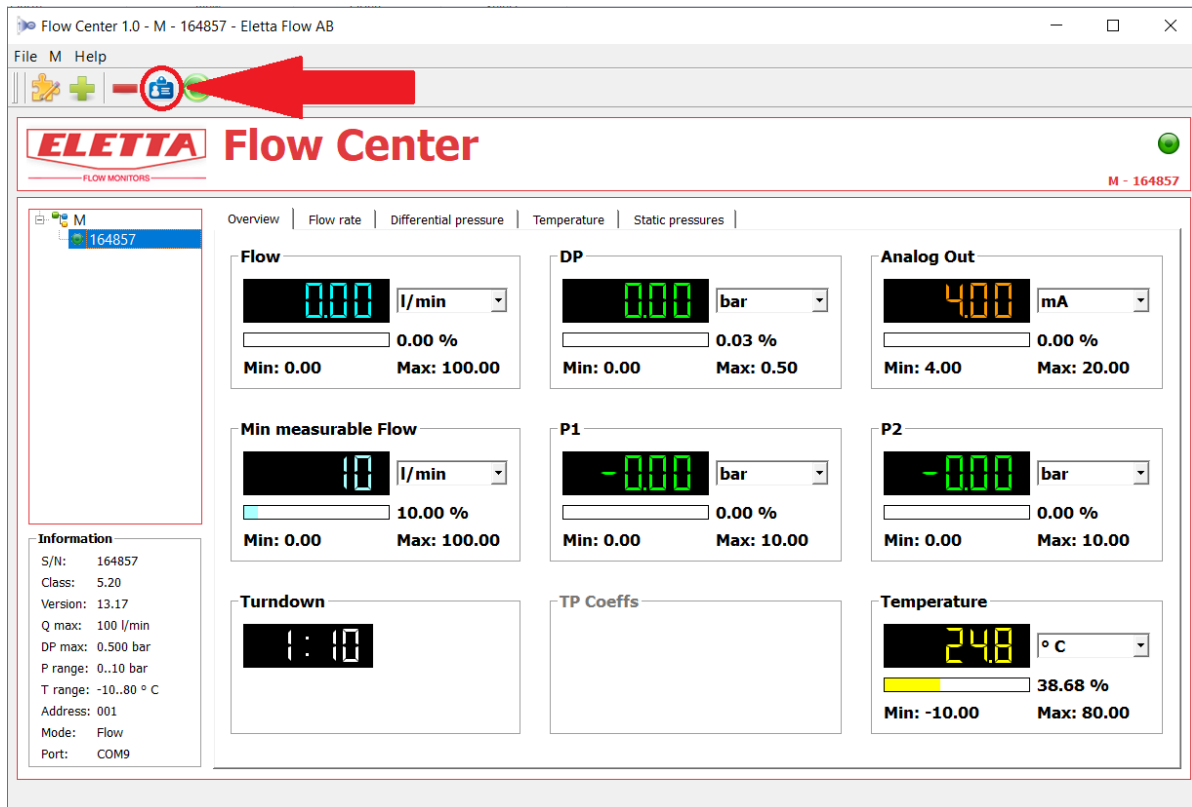 Flow Center 1.0 - M - 164857 - Eletta Flow AB
File M Help
ELETTA
FLOW MONITORS
Flow Center
M - 164857
M
164857
Overview Flow rate Differential pressure Temperature Static pressures
Flow
0.00 l/min
0.00 %
Min: 0.00 Max: 100.00
DP
0.00 bar
0.03 %
Min: 0.00 Max: 0.50
Analog Out
4.00 mA
0.00 %
Min: 4.00 Max: 20.00
Min measurable Flow
10 l/min
10.00 %
Min: 0.00 Max: 100.00
P1
-0.00 bar
0.00 %
Min: 0.00 Max: 10.00
P2
-0.00 bar
0.00 %
Min: 0.00 Max: 10.00
Turndown
1:10
TP Coeffs
Temperature
24.8 ° C
38.68 %
Min: -10.00 Max: 80.00
Information
S/N: 164857
Class: 5.20
Version: 13.17
Q max: 100 l/min
DP max: 0.500 bar
P range: 0..10 bar
T range: -10..80 ° C
Address: 001
Mode: Flow
Port: COM9